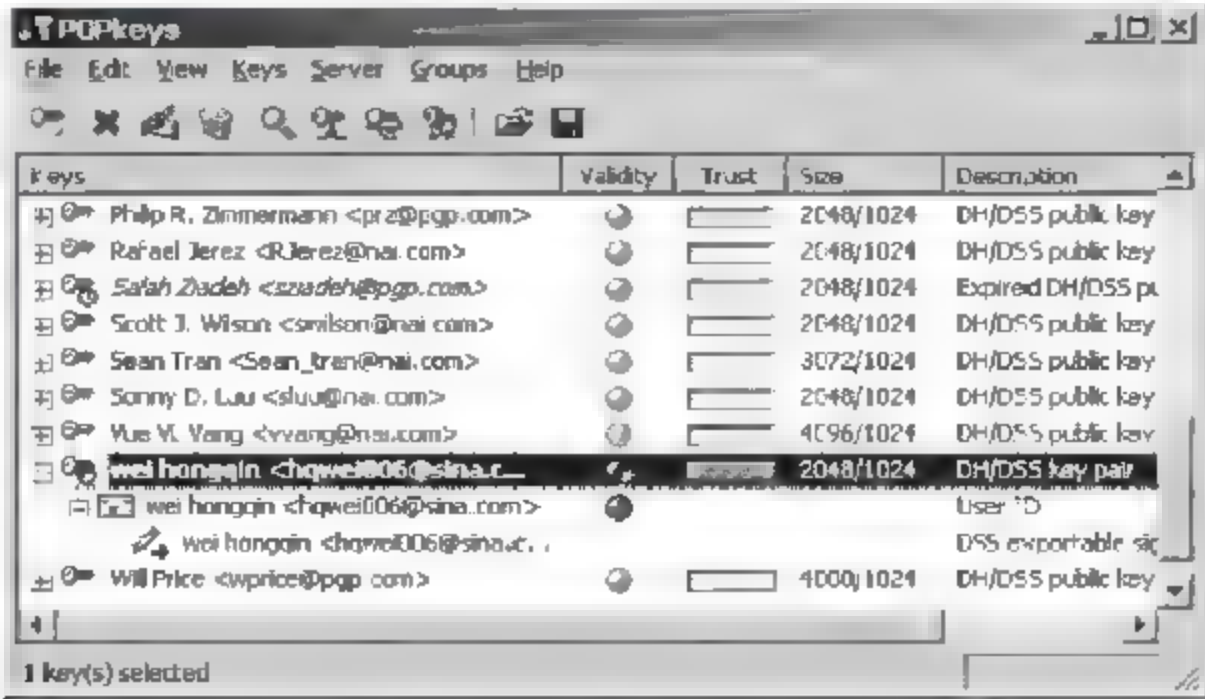 PGPkeys
File Edit View Keys Server Groups Help
Keys Validity Trust Size Description
Philip R. Zimmermann <prz@pgp.com> 2048/1024 DH/DSS public key
Rafael Jerez <RJerez@nai.com> 2048/1024 DH/DSS public key
Salah Ziadeh <sziadeh@pgp.com> 2048/1024 Expired DH/DSS pu
Scott J. Wilson <swilson@nai.com> 2048/1024 DH/DSS public key
Sean Tran <Sean_tran@nai.com> 3072/1024 DH/DSS public key
Sonny D. Luu <sluu@nai.com> 2048/1024 DH/DSS public key
Yang <yyang@nai.com> 4096/1024 DH/DSS public key
wei hongqin <hqwei006@sina.c... 2048/1024 DH/DSS key pair
wei hongqin <hqwei006@sina.com> User ID
wei hongqin <hqwei006@sina.c... DSS exportable sig
Will Price <wprice@pgp.com> 4000/1024 DH/DSS public key
1 key(s) selected